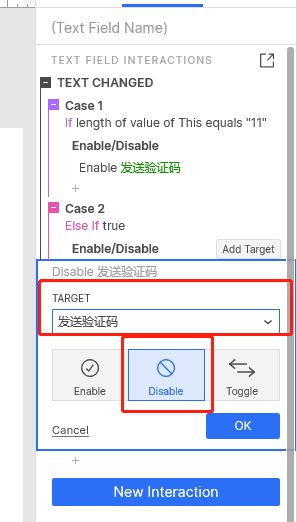 (Text Field Name)
TEXT FIELD INTERACTIONS
TEXT CHANGED
Case 1
If length of value of This equals "11"
Enable/Disable
Enable 发送验证码
+
Case 2
Else If true
Enable/Disable Add Target
Disable 发送验证码
TARGET
发送验证码
Enable Disable Toggle
Cancel OK
+
New Interaction